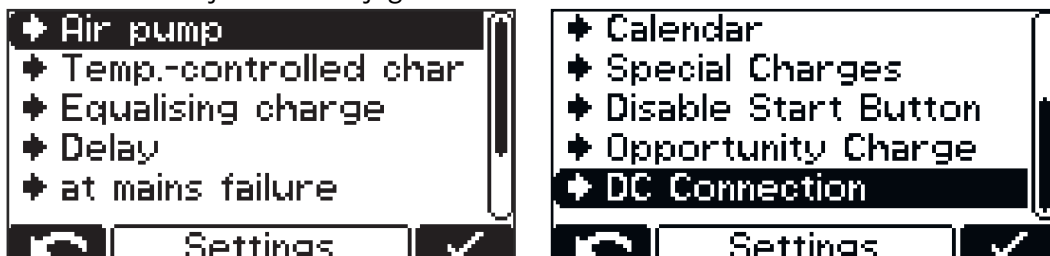 Air pump
Temp.-controlled char
Equalising charge
Delay
at mains failure
Settings
Calendar
Special Charges
Disable Start Button
Opportunity Charge
DC Connection
Settings